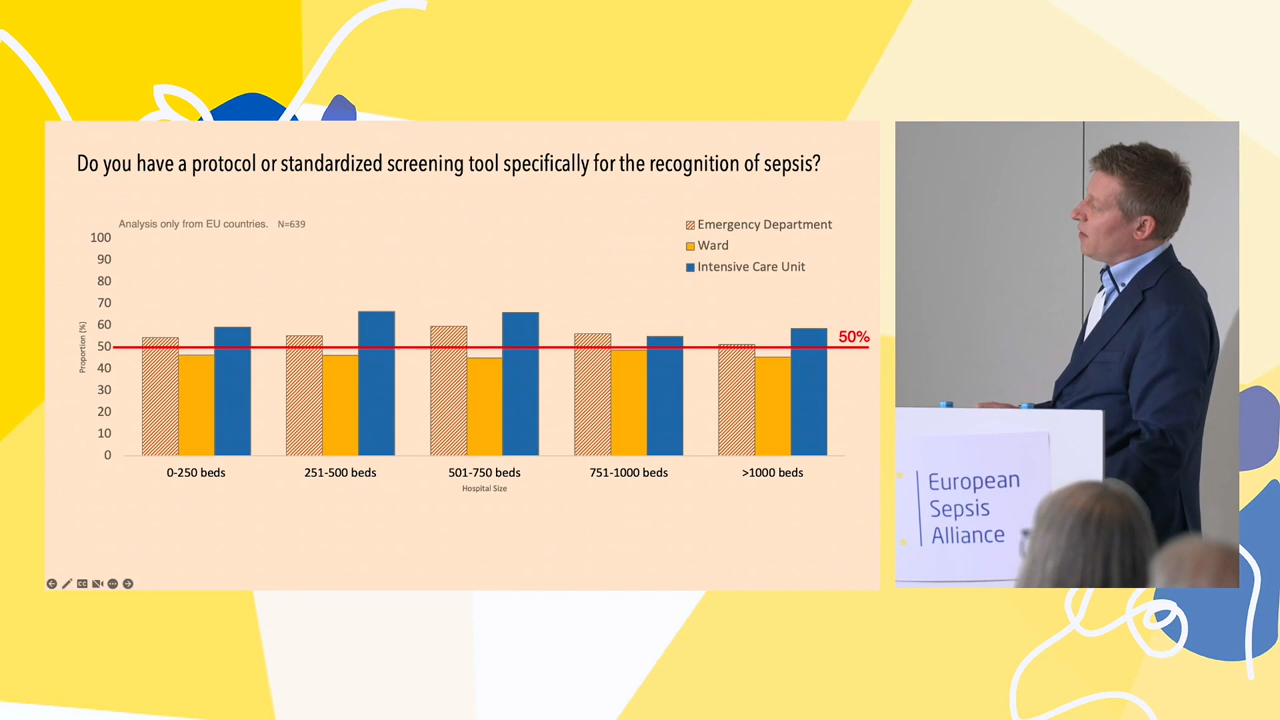 Do you have a protocol or standardized screening tool specifically for the recognition of sepsis?
Analysis only from EU countries. N=639
Emergency Department
Ward
Intensive Care Unit
100
90
80
70
60
50
40
30
20
10
0
Proportion (%)
50%
0-250 beds
251-500 beds
501-750 beds
751-1000 beds
>1000 beds
Hospital Size
CC
European
Sepsis
Alliance